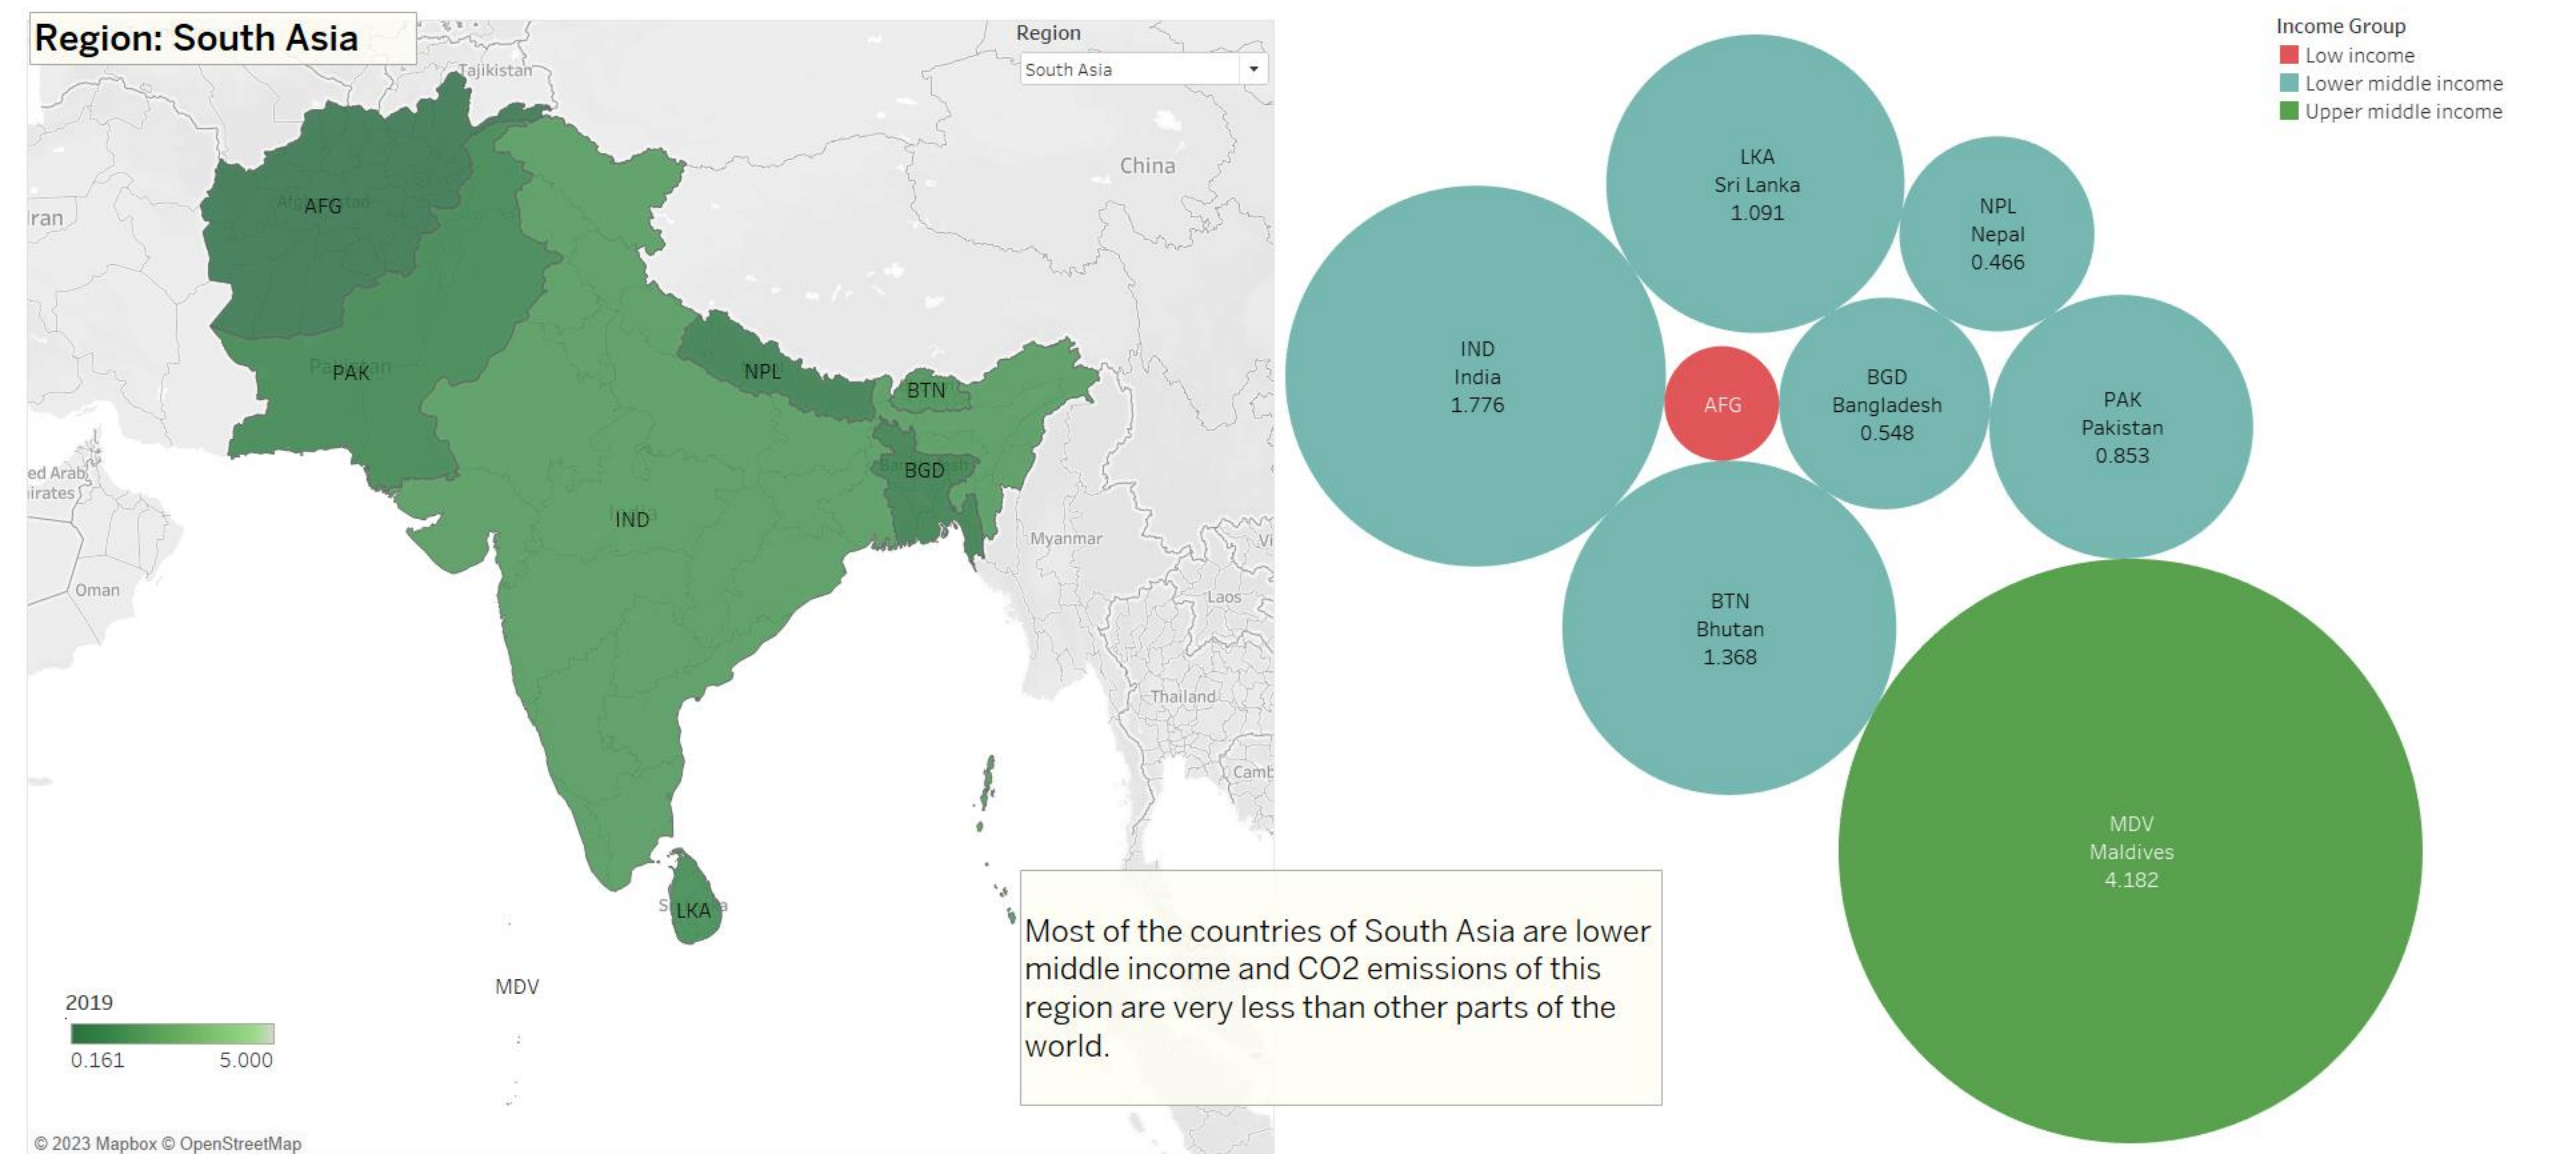 Region: South Asia
Region
South Asia
Tajikistan
China
Iran
AFG
Pakistan
PAK
NPL
BTN
BGD
IND
Myanmar
Oman
Laos
Thailand
LKA
MDV
2019
0.161
5.000
© 2023 Mapbox © OpenStreetMap
Most of the countries of South Asia are lower
middle income and CO2 emissions of this
region are very less than other parts of the
world.
LKA
Sri Lanka
1.091
NPL
Nepal
0.466
IND
India
1.776
AFG
BGD
Bangladesh
0.548
PAK
Pakistan
0.853
BTN
Bhutan
1.368
MDV
Maldives
4.182
Income Group
Low income
Lower middle income
Upper middle income